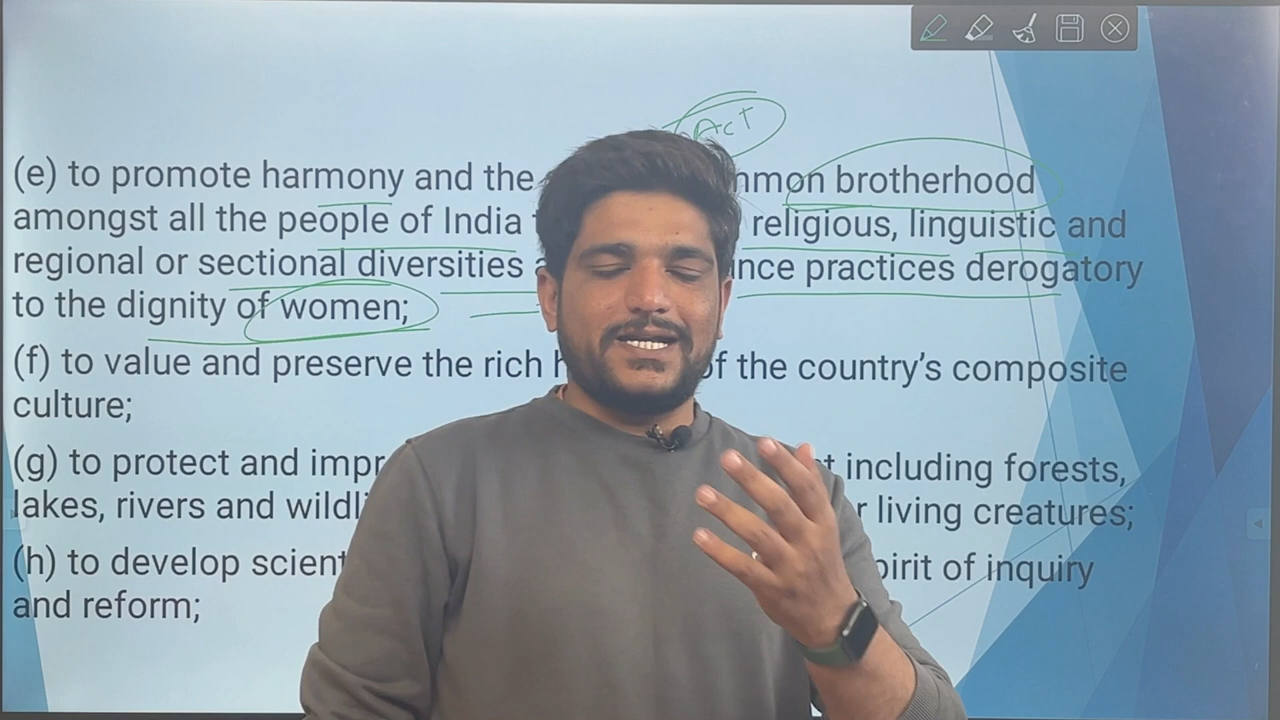 ACT
(e) to promote harmony and the mmon brotherhood
amongst all the people of India religious, linguistic and
regional or sectional diversities nce practices derogatory
to the dignity of women;
(f) to value and preserve the rich h of the country's composite
culture;
(g) to protect and impr t including forests,
lakes, rivers and wildli r living creatures;
(h) to develop scient pirit of inquiry
and reform;